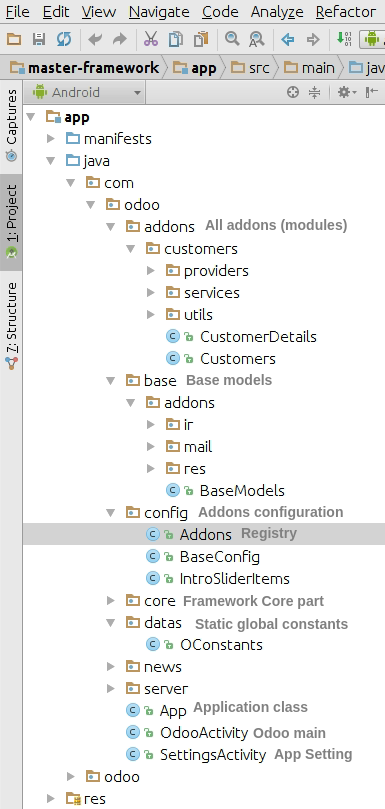 File Edit View Navigate Code Analyze Refactor
master-framework app src main jav
Captures
1: Project
7: Structure
Android
app
manifests
java
com
odoo
addons All addons (modules)
customers
providers
services
utils
CustomerDetails
Customers
base Base models
addons
ir
mail
res
BaseModels
config Addons configuration
Addons Registry
BaseConfig
IntroSliderItems
core Framework Core part
datas Static global constants
OConstants
news
server
App Application class
OdooActivity Odoo main
SettingsActivity App Setting
odoo
res